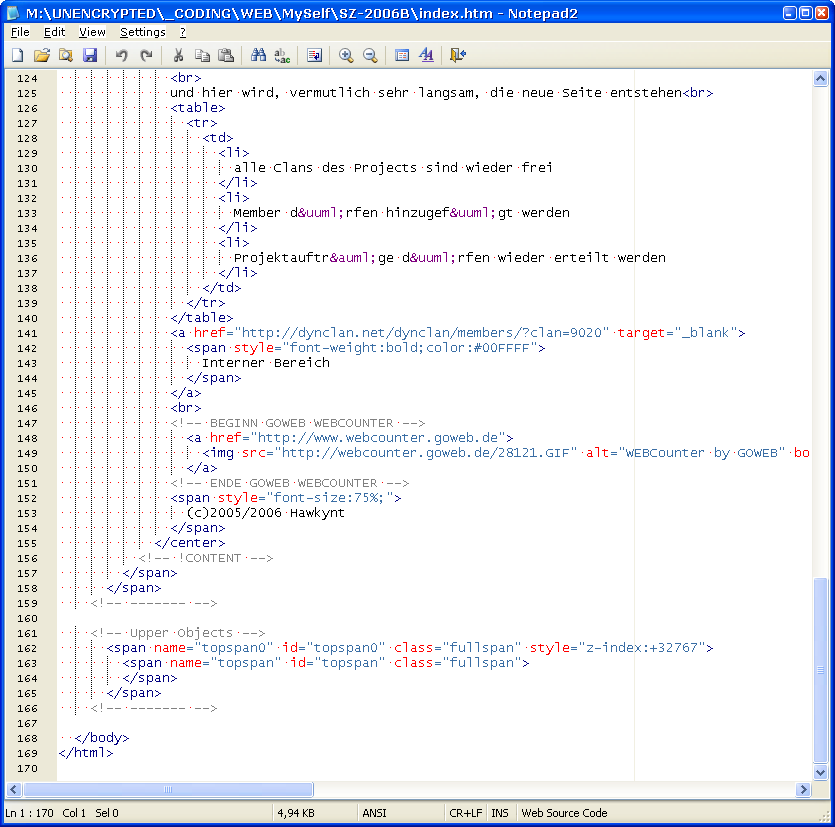 M:\UNENCRYPTED\_CODING\WEB\MySelf\SZ-2006B\index.htm - Notepad2
File Edit View Settings ?
124 <br>
125 und hier wird, vermutlich sehr langsam, die neue Seite entstehen<br>
126 <table>
127 <tr>
128 <td>
129 <li>
130 alle Clans des Projects sind wieder frei
131 </li>
132 <li>
133 Member d&uuml;rfen hinzugef&uuml;gt werden
134 </li>
135 <li>
136 Projektauftr&auml;ge d&uuml;rfen wieder erteilt werden
137 </li>
138 </td>
139 </tr>
140 </table>
141 <a href="http://dynclan.net/dynclan/members/?clan=9020" target="_blank">
142 <span style="font-weight:bold;color:#00FFFF">
143 Interner Bereich
144 </span>
145 </a>
146 <br>
147 <!-- BEGINN GOWEB WEBCOUNTER -->
148 <a href="http://www.webcounter.goweb.de">
149 <img src="http://webcounter.goweb.de/28121.GIF" alt="WEBCounter by GOWEB" bo
150 </a>
151 <!-- ENDE GOWEB WEBCOUNTER -->
152 <span style="font-size:75%;">
153 (c)2005/2006 Hawkynt
154 </span>
155 </center>
156 <!-- !CONTENT -->
157 </span>
158 </span>
159 <!-- ------- -->
160
161 <!-- Upper Objects -->
162 <span name="topspan0" id="topspan0" class="fullspan" style="z-index:+32767">
163 <span name="topspan" id="topspan" class="fullspan">
164 </span>
165 </span>
166 <!-- ------- -->
167
168 </body>
169 </html>
170
Ln 1 : 170 Col 1 Sel 0 4,94 KB ANSI CR+LF INS Web Source Code